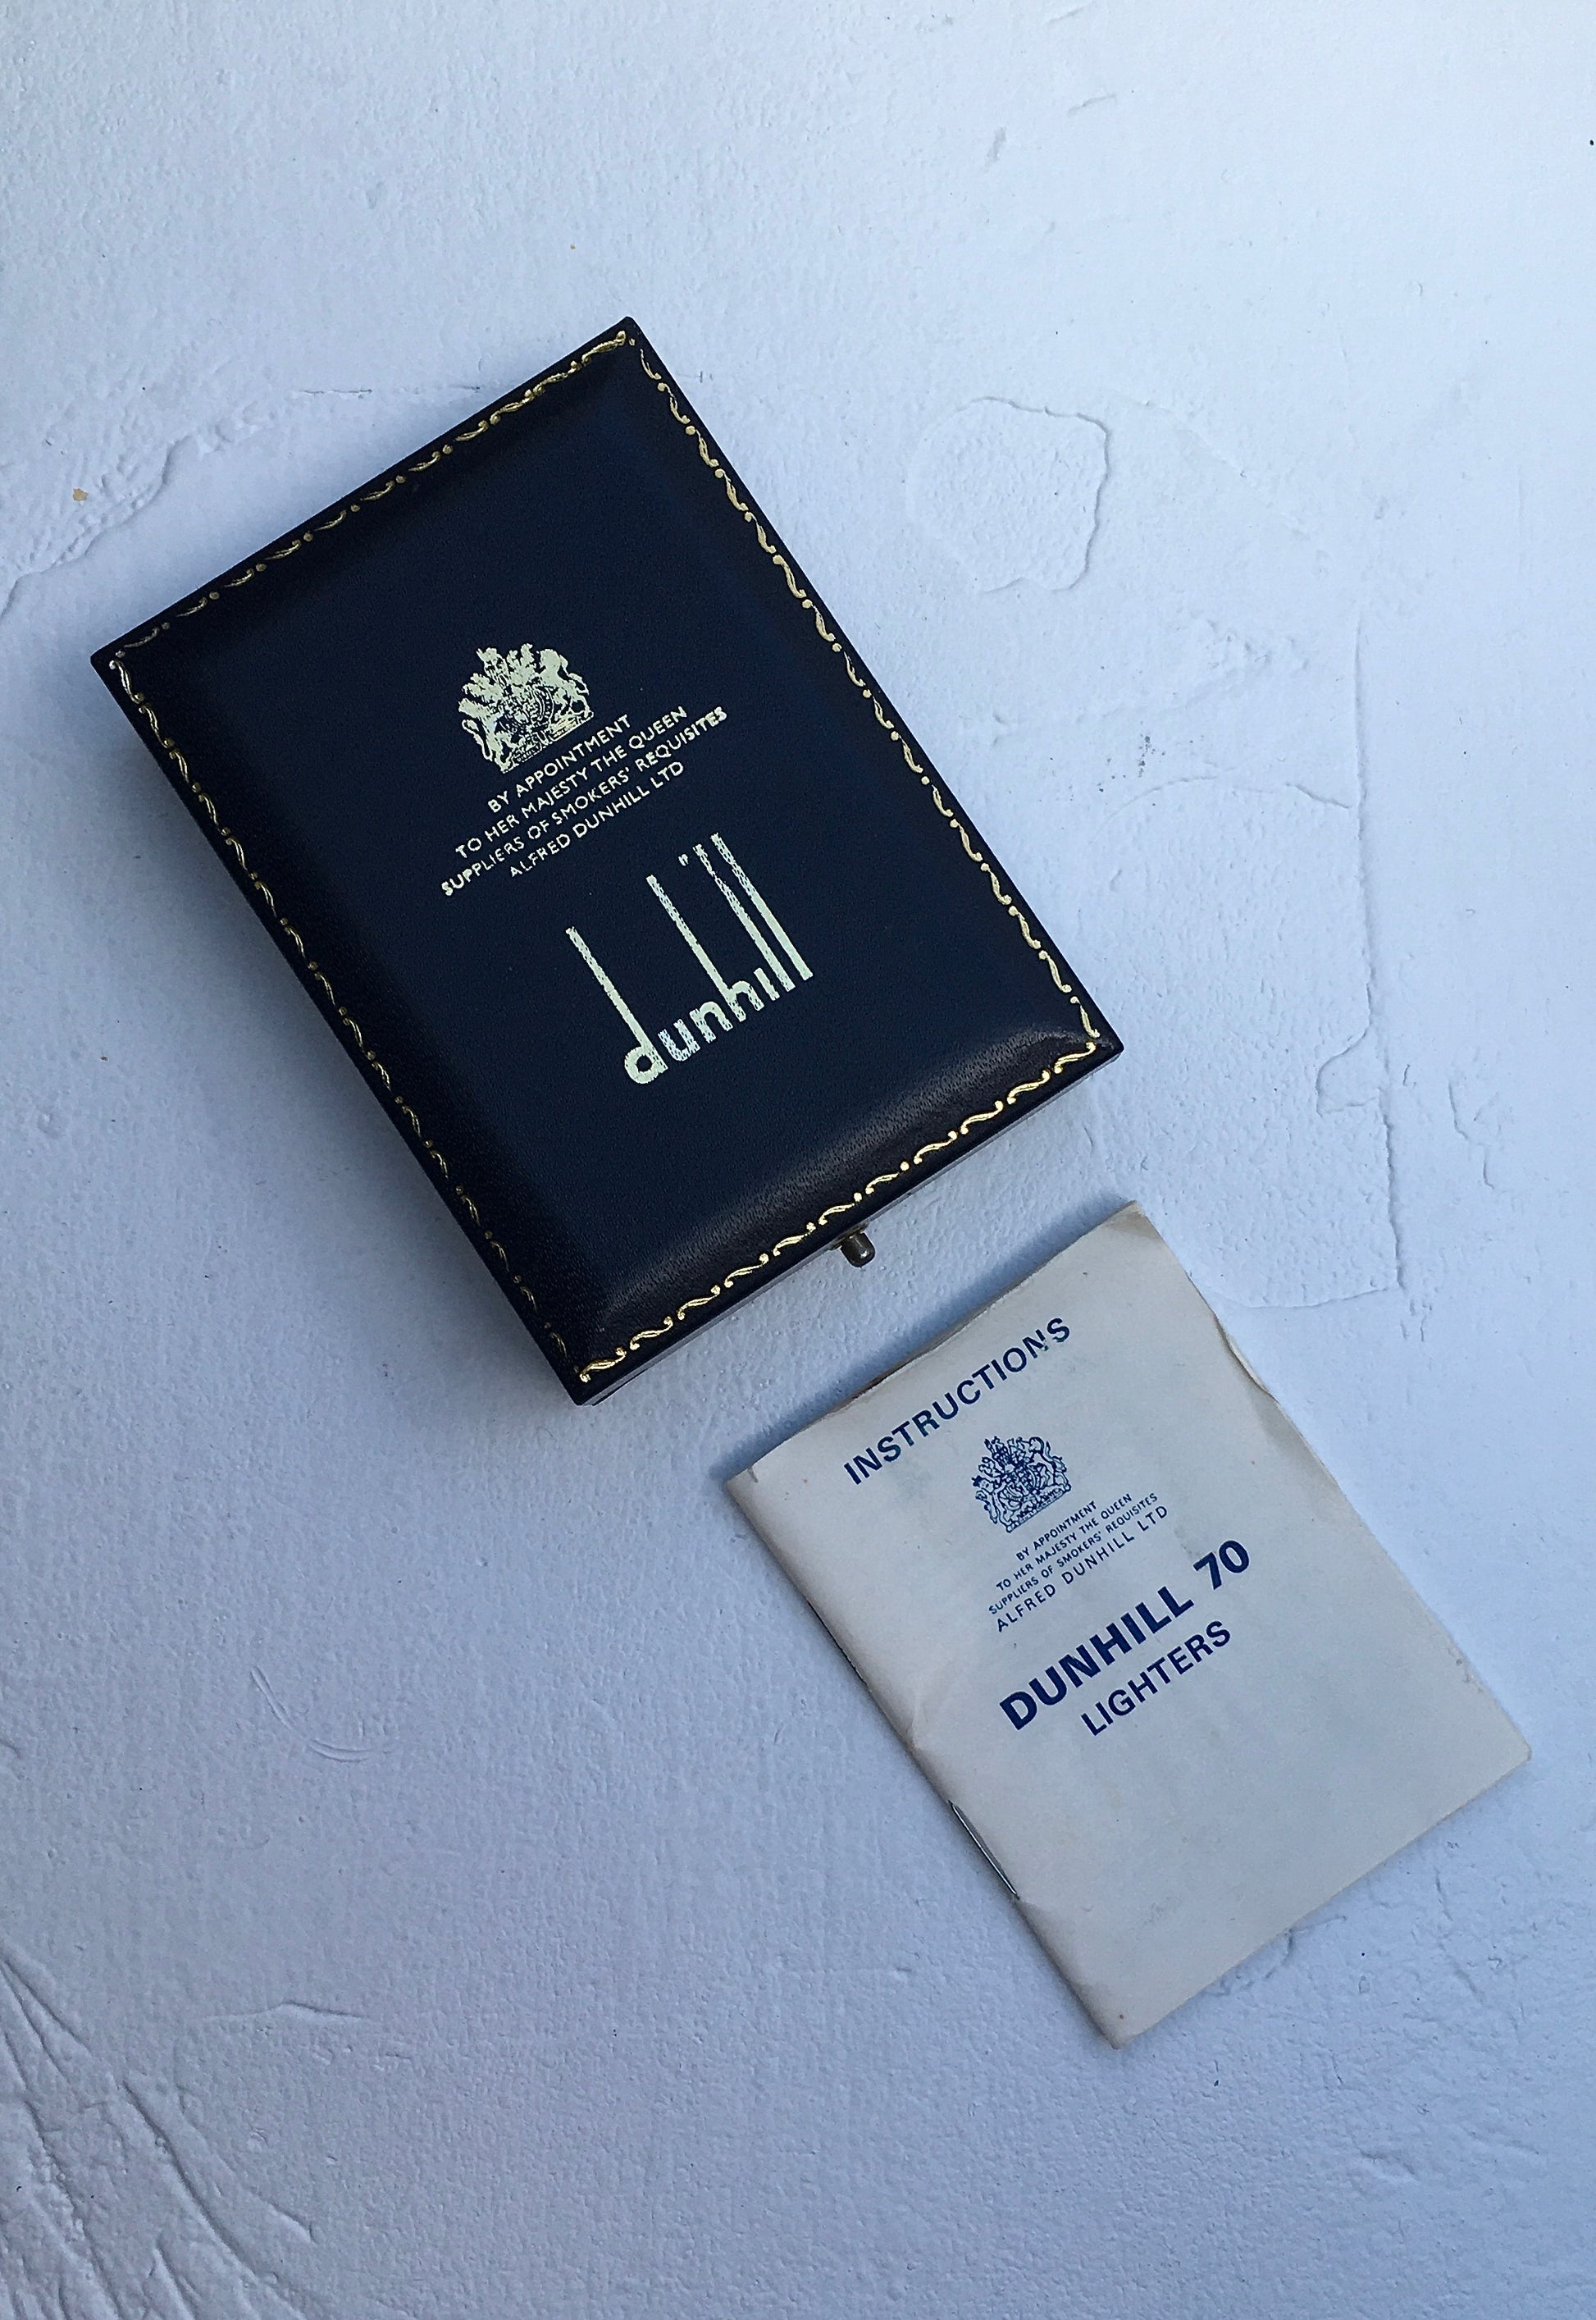 BY APPOINTMENT
TO HER MAJESTY THE QUEEN
SUPPLIERS OF SMOKERS' REQUISITES
ALFRED DUNHILL LTD
dunhill
INSTRUCTIONS
BY APPOINTMENT
TO HER MAJESTY THE QUEEN
SUPPLIERS OF SMOKERS' REQUISITES
ALFRED DUNHILL LTD
DUNHILL 70
LIGHTERS